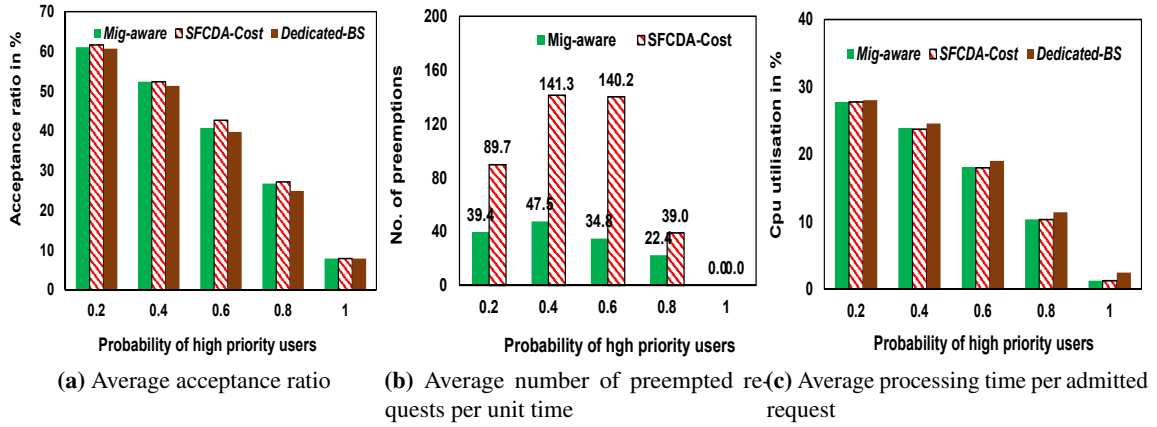 70
60
50
40
30
20
10
0
Acceptance ratio in %
Mig-aware SFCDA-Cost Dedicated-BS
0.2 0.4 0.6 0.8 1
Probability of high priority users
(a) Average acceptance ratio
200
160
120
80
40
0
No. of preemptions
Mig-aware SFCDA-Cost
39.4 89.7 47.5 141.3 34.8 140.2 22.4 39.0 0.0 0.0
0.2 0.4 0.6 0.8 1
Probability of hgh priority users
(b) Average number of preempted re-
quests per unit time
40
30
20
10
0
Cpu utilisation in %
Mig-aware SFCDA-Cost Dedicated-BS
0.2 0.4 0.6 0.8 1
Probability of high priority users
(c) Average processing time per admitted
request